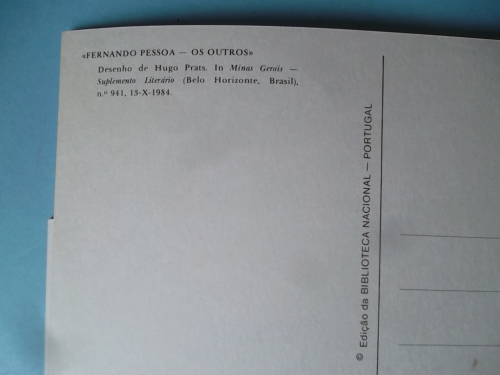 «FERNANDO PESSOA — OS OUTROS»
Desenho de Hugo Prats. In Minas Gerais —
Suplemento Literário (Belo Horizonte, Brasil),
n.º 941, 13-X-1984.
© Edição da BIBLIOTECA NACIONAL — PORTUGAL